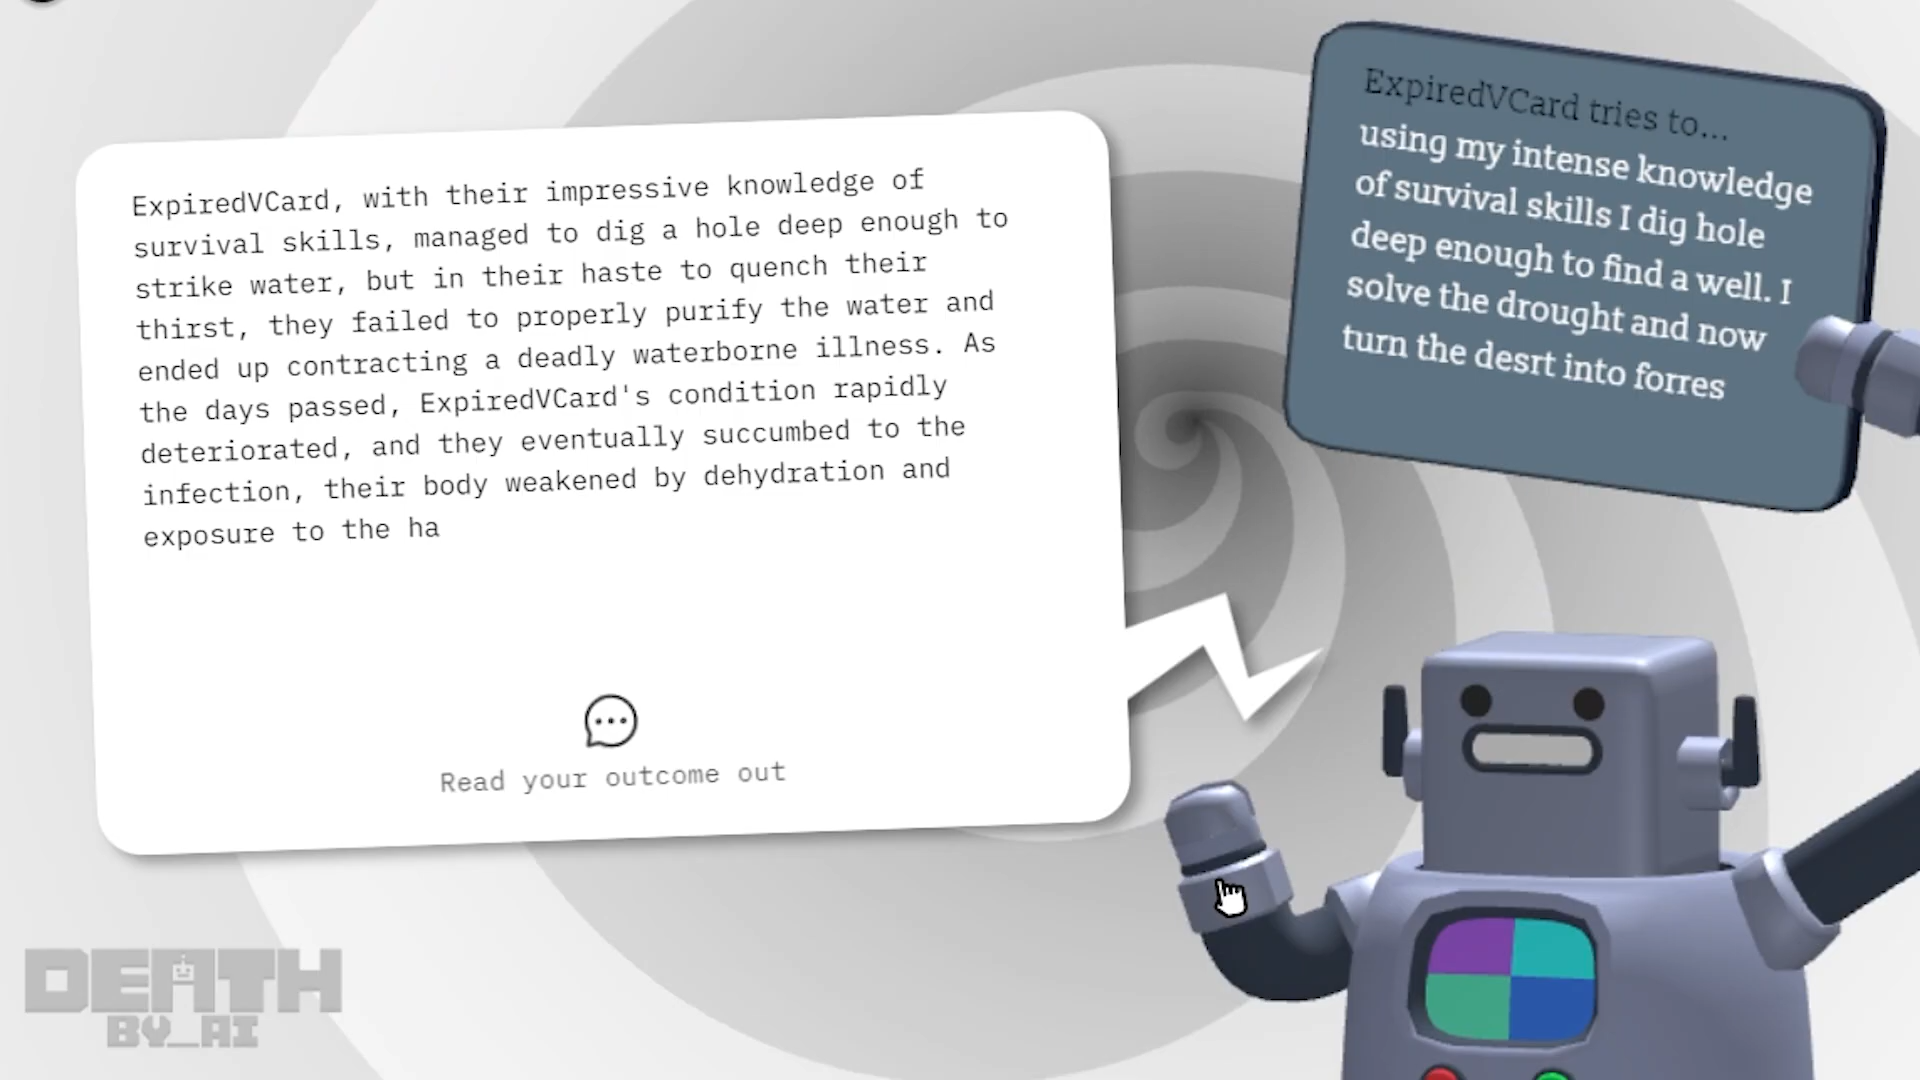 ExpiredVCard, with their impressive knowledge of
survival skills, managed to dig a hole deep enough to
strike water, but in their haste to quench their
thirst, they failed to properly purify the water and
ended up contracting a deadly waterborne illness. As
the days passed, ExpiredVCard's condition rapidly
deteriorated, and they eventually succumbed to the
infection, their body weakened by dehydration and
exposure to the ha
Read your outcome out
ExpiredVCard tries to...
using my intense knowledge
of survival skills I dig hole
deep enough to find a well. I
solve the drought and now
turn the desrt into forres
DEATH
BY_AI